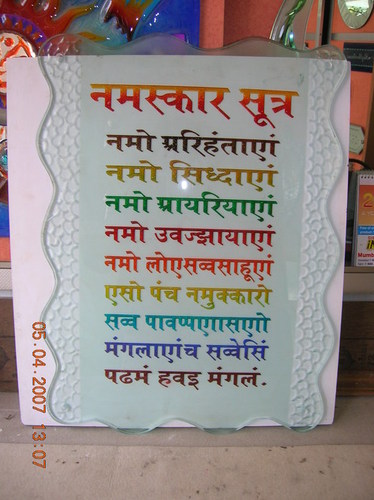 नमस्कार सूत्र
नमो अरिहंताणं
नमो सिध्दाणं
नमो आयरियाणं
नमो उवज्झायाणं
नमो लोएसव्वसाहूणं
एसो पंच नमुक्कारो
सव्व पावप्पणासणो
मंगलाणंच सव्वेसिं
पढमं हवइ मंगलं.
05.04.2007 13:07